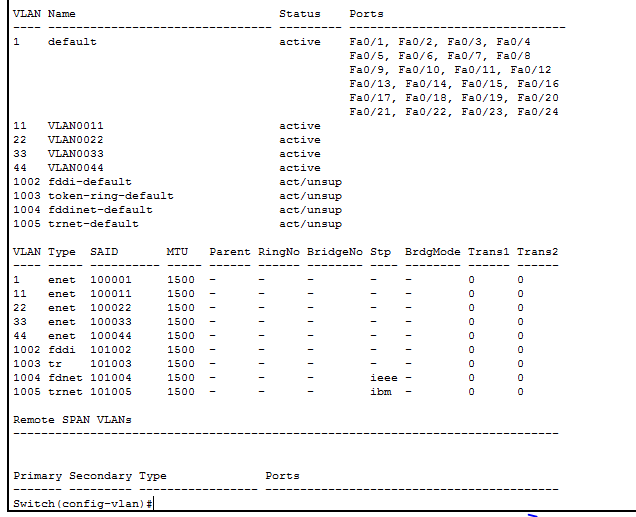 VLAN Name                             Status    Ports
---- -------------------------------- --------- -------------------------------
1    default                          active    Fa0/1, Fa0/2, Fa0/3, Fa0/4
                                                Fa0/5, Fa0/6, Fa0/7, Fa0/8
                                                Fa0/9, Fa0/10, Fa0/11, Fa0/12
                                                Fa0/13, Fa0/14, Fa0/15, Fa0/16
                                                Fa0/17, Fa0/18, Fa0/19, Fa0/20
                                                Fa0/21, Fa0/22, Fa0/23, Fa0/24
11   VLAN0011                         active
22   VLAN0022                         active
33   VLAN0033                         active
44   VLAN0044                         active
1002 fddi-default                     act/unsup
1003 token-ring-default               act/unsup
1004 fddinet-default                  act/unsup
1005 trnet-default                    act/unsup

VLAN Type  SAID       MTU   Parent RingNo BridgeNo Stp  BrdgMode Trans1 Trans2
---- ----- ---------- ----- ------ ------ -------- ---- -------- ------ ------
1    enet  100001     1500  -      -      -        -    -        0      0
11   enet  100011     1500  -      -      -        -    -        0      0
22   enet  100022     1500  -      -      -        -    -        0      0
33   enet  100033     1500  -      -      -        -    -        0      0
44   enet  100044     1500  -      -      -        -    -        0      0
1002 fddi  101002     1500  -      -      -        -    -        0      0
1003 tr    101003     1500  -      -      -        -    -        0      0
1004 fdnet 101004     1500  -      -      -        ieee -        0      0
1005 trnet 101005     1500  -      -      -        ibm  -        0      0

Remote SPAN VLANs
------------------------------------------------------------------------------

Primary Secondary Type              Ports
------- --------- ----------------- ------------------------------------------
Switch(config-vlan)#